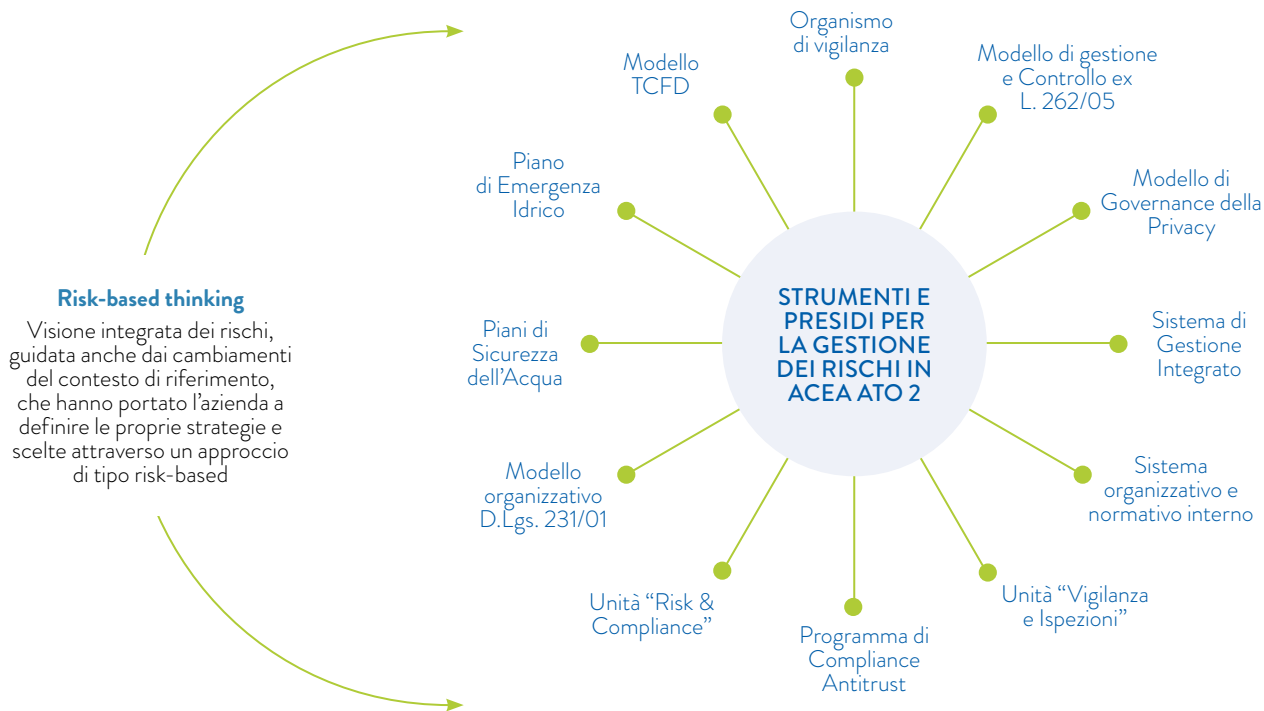 Risk-based thinking
Visione integrata dei rischi,
guidata anche dai cambiamenti
del contesto di riferimento,
che hanno portato l'azienda a
definire le proprie strategie e
scelte attraverso un approccio
di tipo risk-based
STRUMENTI E
PRESIDI PER
LA GESTIONE
DEI RISCHI IN
ACEA ATO 2
Organismo
di vigilanza
Modello di gestione
e Controllo ex
L. 262/05
Modello di
Governance della
Privacy
Sistema di
Gestione
Integrato
Sistema
organizzativo e
normativo interno
Unità “Vigilanza
e Ispezioni”
Programma di
Compliance
Antitrust
Unità “Risk &
Compliance”
Modello
organizzativo
D.Lgs. 231/01
Piani di
Sicurezza
dell'Acqua
Piano
di Emergenza
Idrico
Modello
TCFD